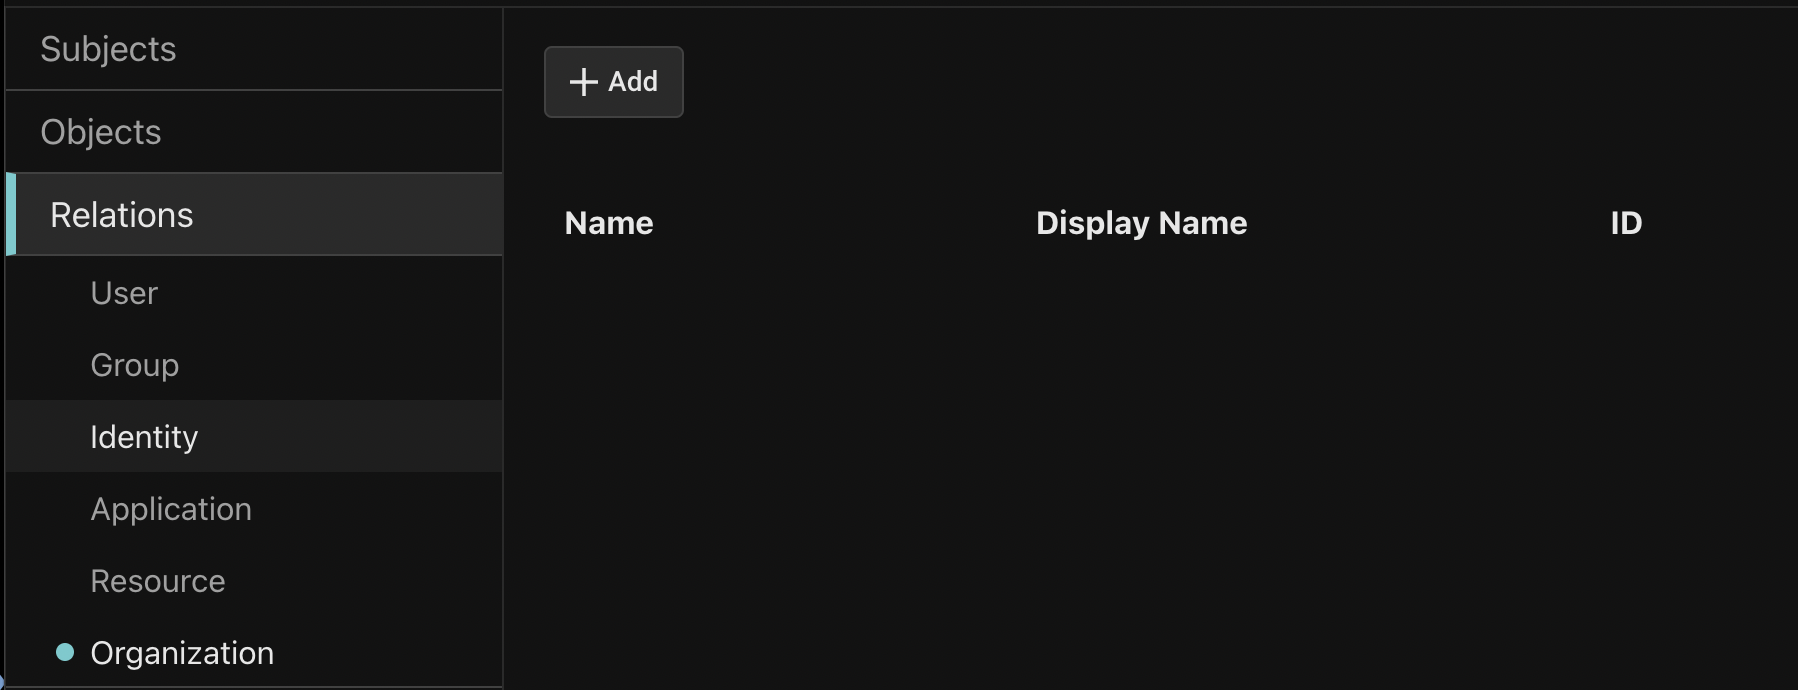 Subjects
Objects
Relations
User
Group
Identity
Application
Resource
Organization
Add
Name Display Name ID